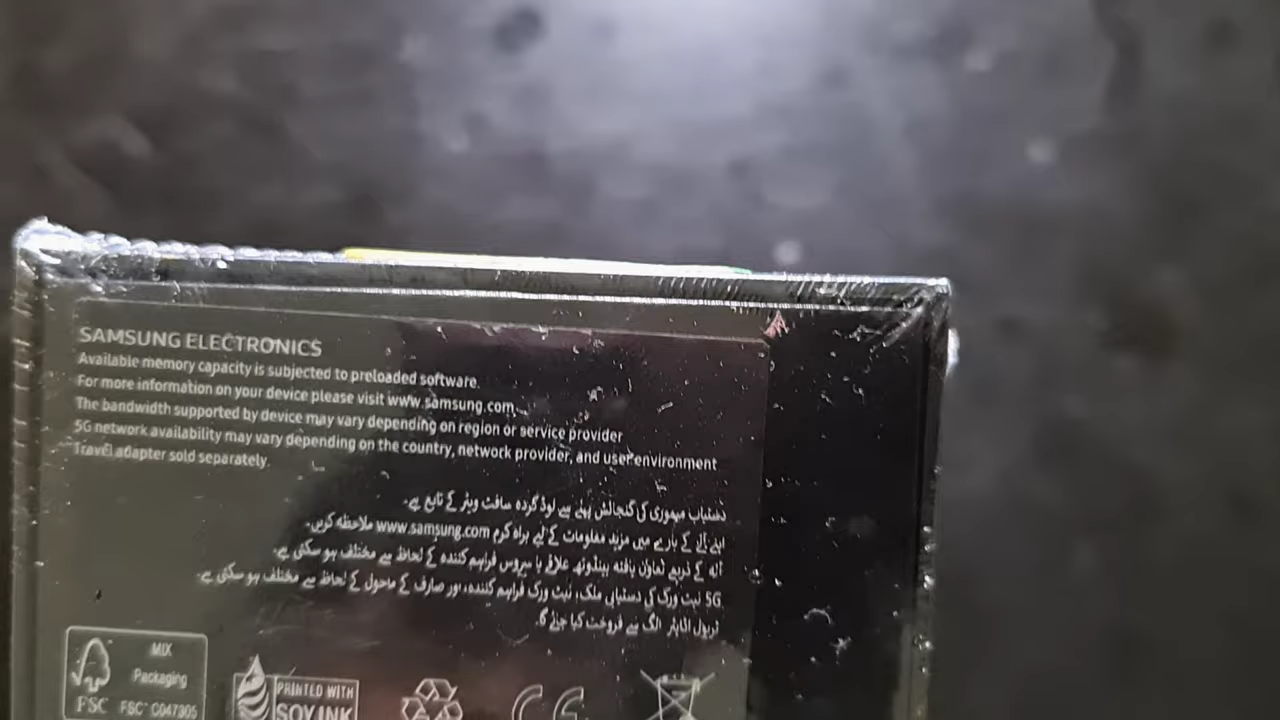 SAMSUNG ELECTRONICS
Available memory capacity is subjected to preloaded software.
For more information on your device please visit www.samsung.com
The bandwidth supported by device may vary depending on region or service provider
5G network availability may vary depending on the country, network provider, and user environment
Travel adapter sold separately.
دستیاب میموری کی گنجائش پہلے سے لوڈ کردہ سافٹ ویئر کے تابع ہے۔
اپنے آلے کے بارے میں مزید معلومات کے لیے براہ کرم www.samsung.com ملاحظہ کریں۔
آلہ کے ذریعے تعاون یافتہ بینڈوتھ علاقے یا سروس فراہم کنندہ کے لحاظ سے مختلف ہو سکتی ہے۔
5G نیٹ ورک کی دستیابی ملک، نیٹ ورک فراہم کنندہ، اور صارف کے ماحول کے لحاظ سے مختلف ہو سکتی ہے۔
ٹریول اڈاپٹر الگ سے فروخت کیا جائے گا۔
MIX
Packaging
FSC FSC™ C047305
PRINTED WITH
SOY INK
CE